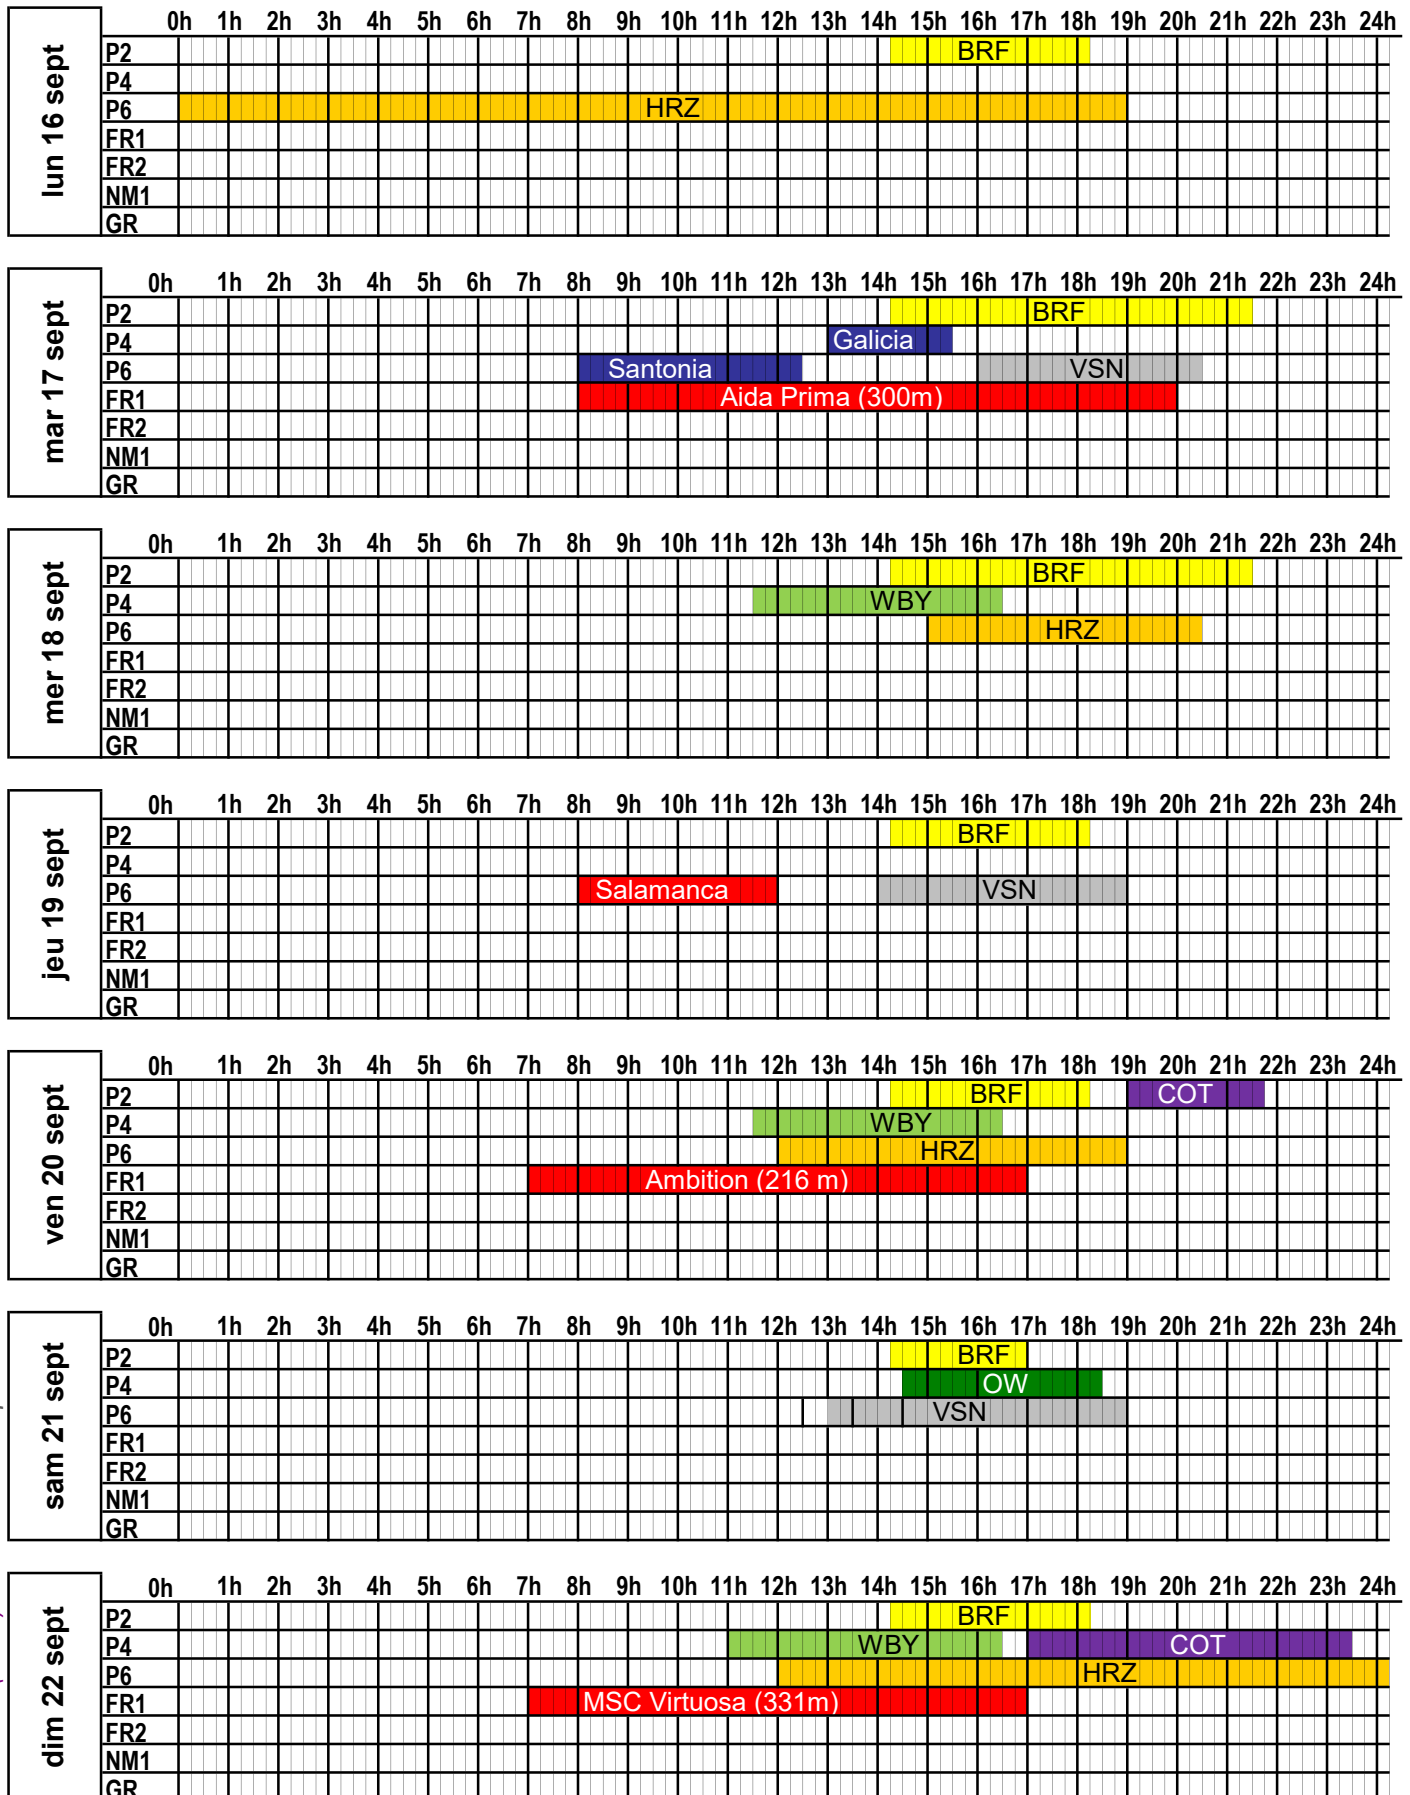 0h 1h 2h 3h 4h 5h 6h 7h 8h 9h 10h 11h 12h 13h 14h 15h 16h 17h 18h 19h 20h 21h 22h 23h 24h
lun 16 sept
P2 BRF
P4
P6 HRZ
FR1
FR2
NM1
GR
0h 1h 2h 3h 4h 5h 6h 7h 8h 9h 10h 11h 12h 13h 14h 15h 16h 17h 18h 19h 20h 21h 22h 23h 24h
mar 17 sept
P2 BRF
P4 Galicia
P6 Santonia VSN
FR1 Aida Prima (300m)
FR2
NM1
GR
0h 1h 2h 3h 4h 5h 6h 7h 8h 9h 10h 11h 12h 13h 14h 15h 16h 17h 18h 19h 20h 21h 22h 23h 24h
mer 18 sept
P2 BRF
P4 WBY
P6 HRZ
FR1
FR2
NM1
GR
0h 1h 2h 3h 4h 5h 6h 7h 8h 9h 10h 11h 12h 13h 14h 15h 16h 17h 18h 19h 20h 21h 22h 23h 24h
jeu 19 sept
P2 BRF
P4
P6 Salamanca VSN
FR1
FR2
NM1
GR
0h 1h 2h 3h 4h 5h 6h 7h 8h 9h 10h 11h 12h 13h 14h 15h 16h 17h 18h 19h 20h 21h 22h 23h 24h
ven 20 sept
P2 BRF COT
P4 WBY
P6 HRZ
FR1 Ambition (216 m)
FR2
NM1
GR
0h 1h 2h 3h 4h 5h 6h 7h 8h 9h 10h 11h 12h 13h 14h 15h 16h 17h 18h 19h 20h 21h 22h 23h 24h
sam 21 sept
P2 BRF
P4 OW
P6 VSN
FR1
FR2
NM1
GR
0h 1h 2h 3h 4h 5h 6h 7h 8h 9h 10h 11h 12h 13h 14h 15h 16h 17h 18h 19h 20h 21h 22h 23h 24h
dim 22 sept
P2 BRF
P4 WBY COT
P6 HRZ
FR1 MSC Virtuosa (331m)
FR2
NM1
GR